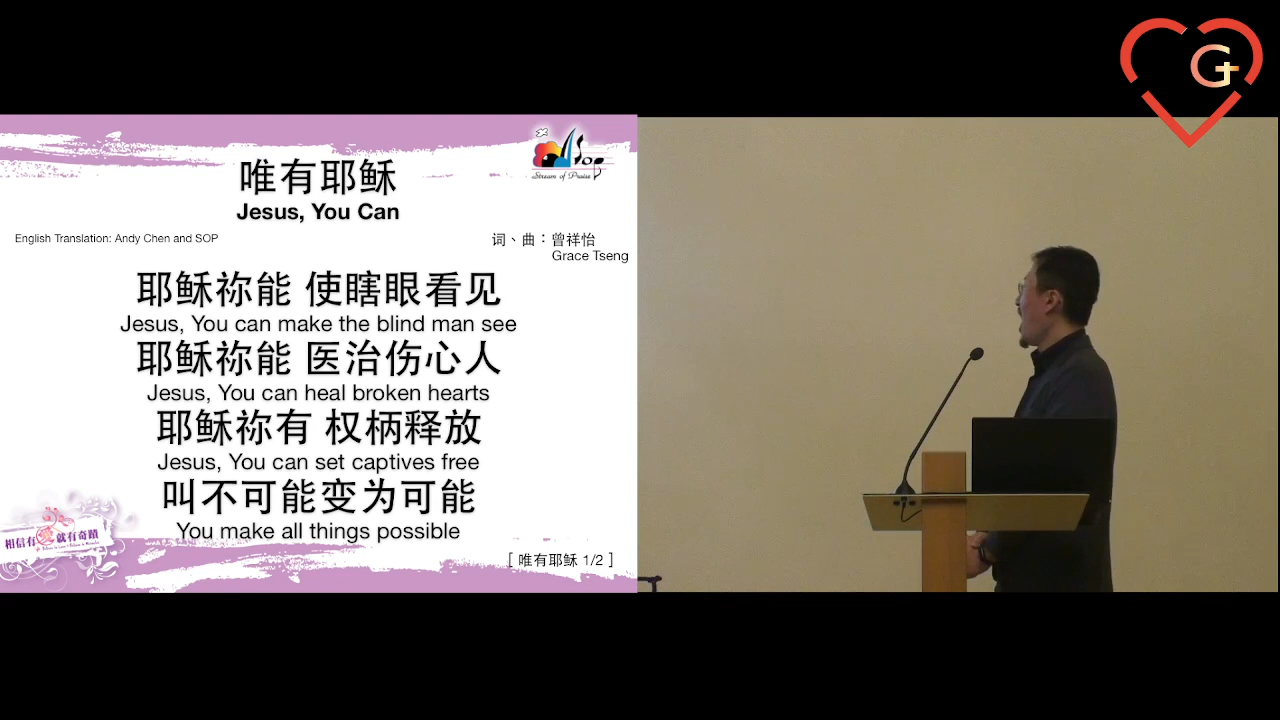 G
唯有耶稣
Jesus, You Can
SOP
Stream of Praise
English Translation: Andy Chen and SOP
词、曲：曾祥怡
Grace Tseng
耶稣祢能 使瞎眼看见
Jesus, You can make the blind man see
耶稣祢能 医治伤心人
Jesus, You can heal broken hearts
耶稣祢有 权柄释放
Jesus, You can set captives free
叫不可能变为可能
You make all things possible
相信有愛就有奇蹟
[ 唯有耶稣 1/2 ]